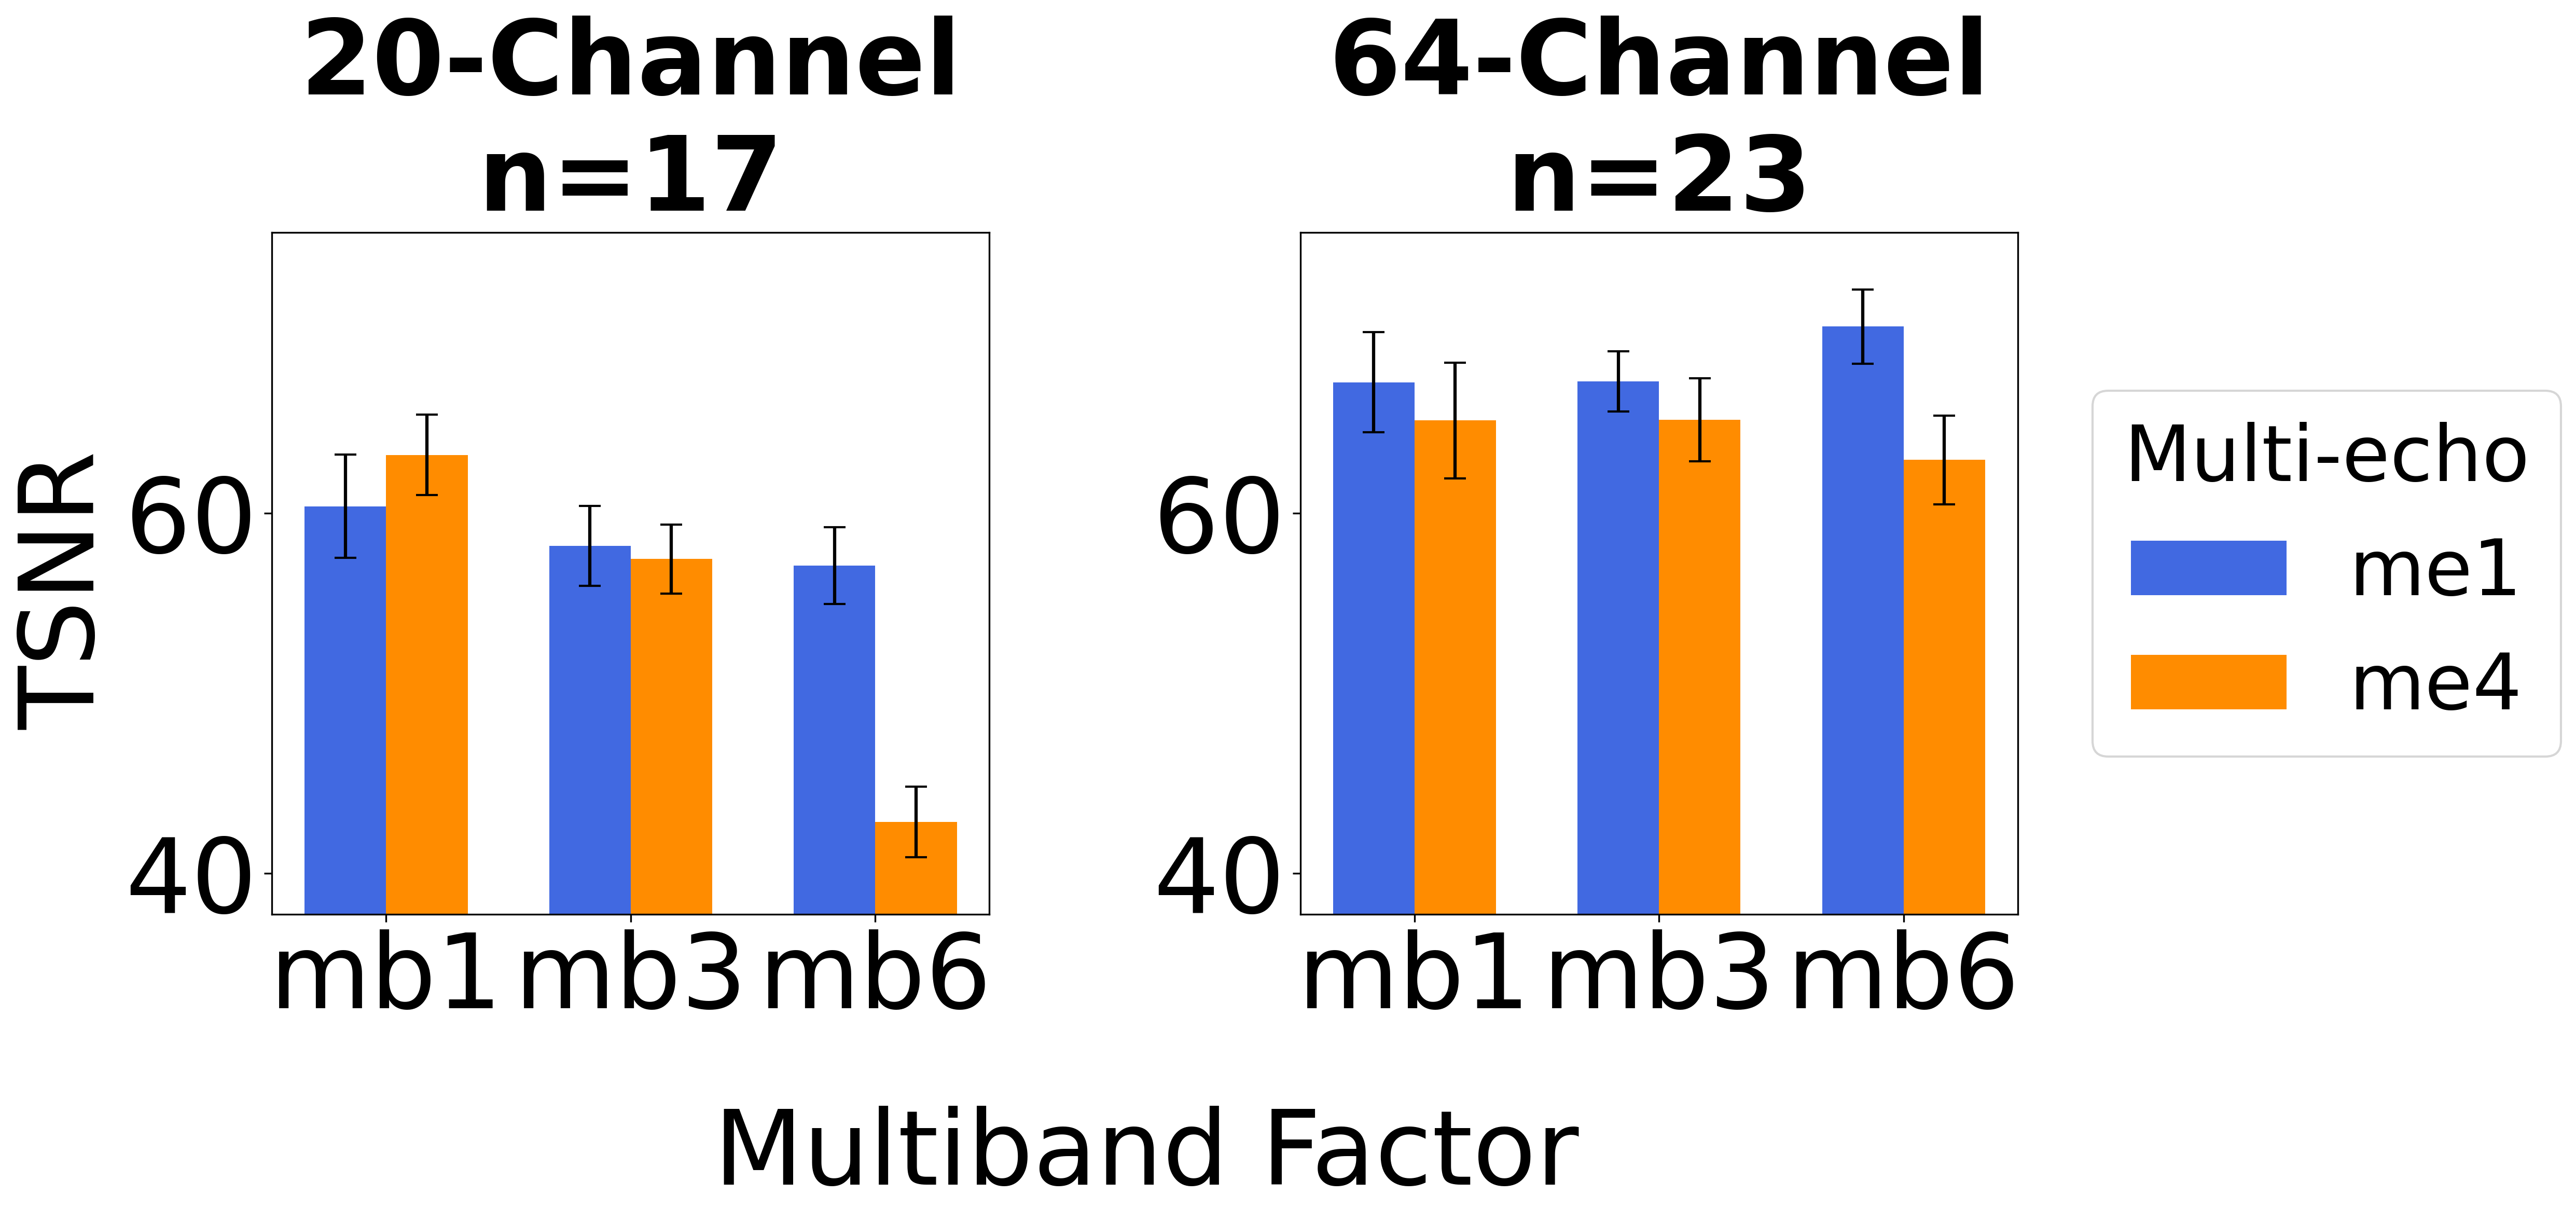 20-Channel
n=17
64-Channel
n=23
TSNR
60
40
mb1 mb3 mb6
60
40
mb1 mb3 mb6
Multiband Factor
Multi-echo
me1
me4